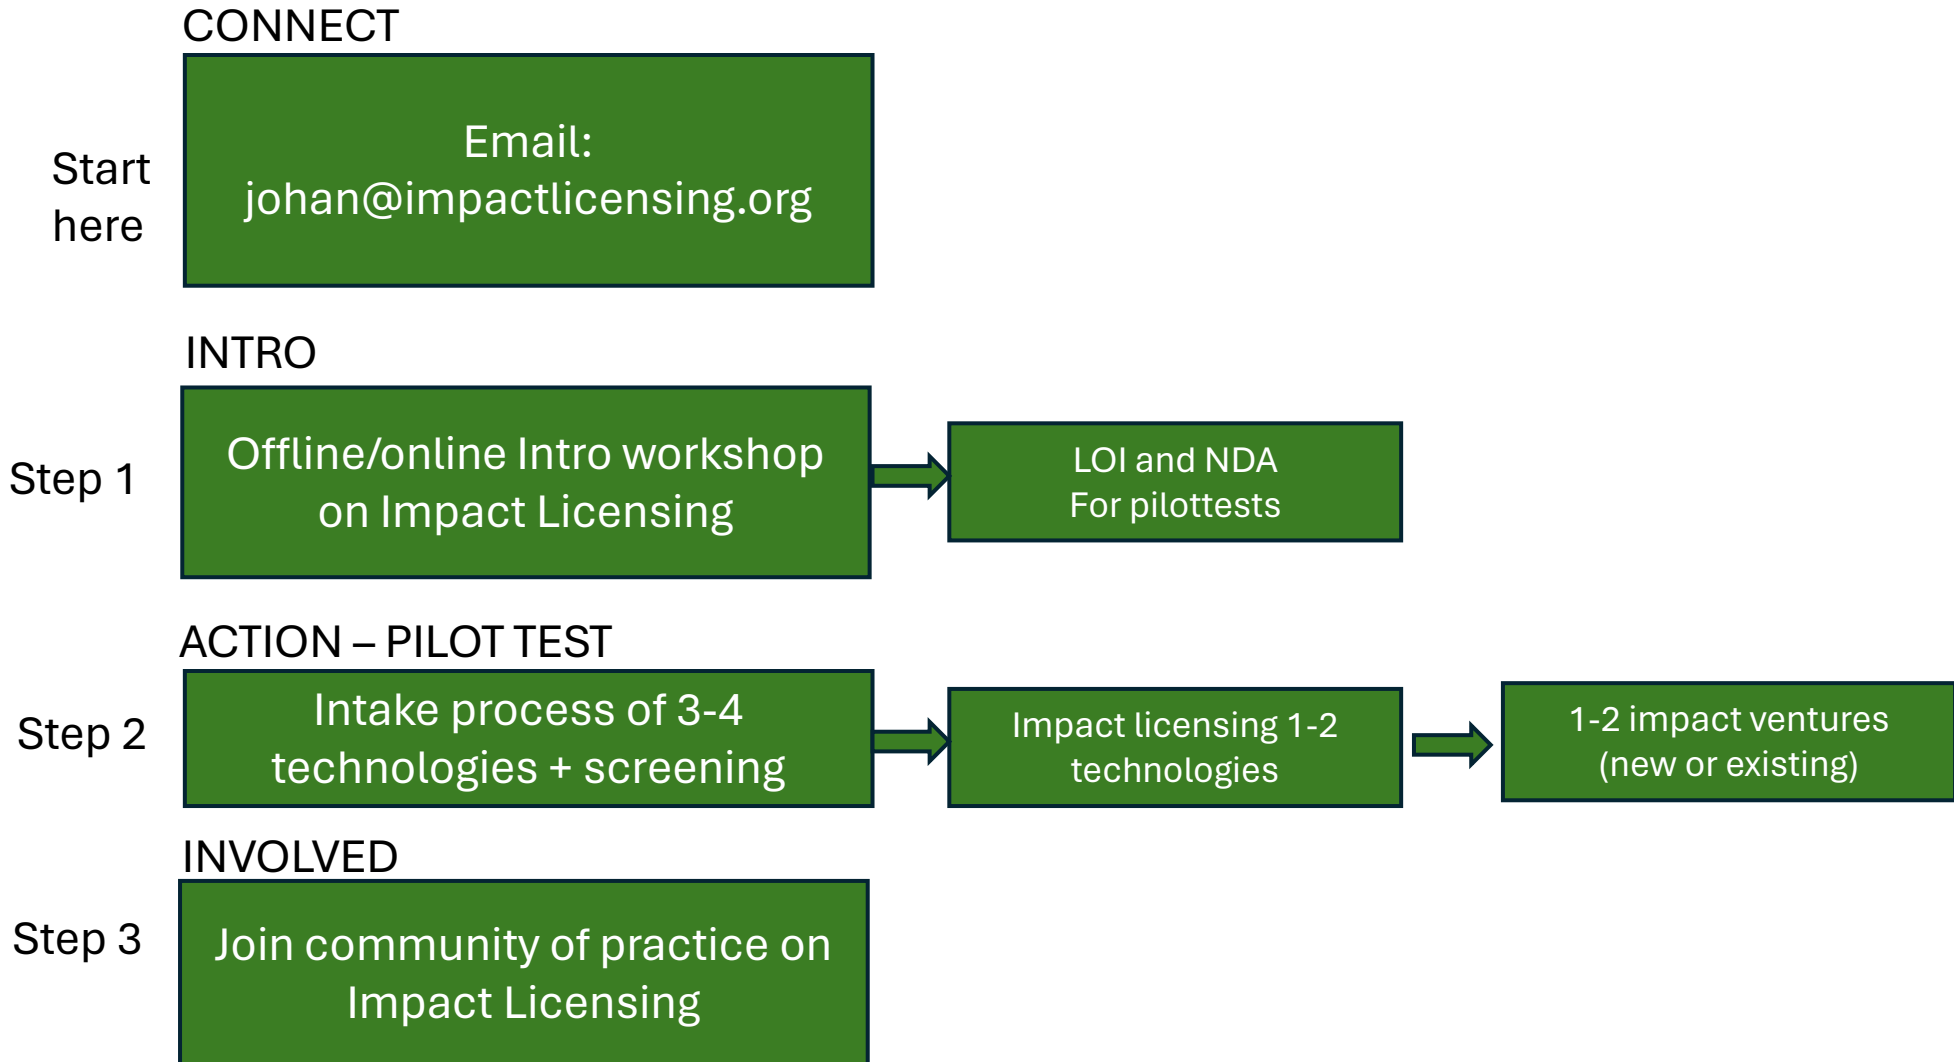 CONNECT
Start
here
Email:
johan@impactlicensing.org
INTRO
Step 1
Offline/online Intro workshop
on Impact Licensing
LOI and NDA
For pilottests
ACTION – PILOT TEST
Step 2
Intake process of 3-4
technologies + screening
Impact licensing 1-2
technologies
1-2 impact ventures
(new or existing)
INVOLVED
Step 3
Join community of practice on
Impact Licensing